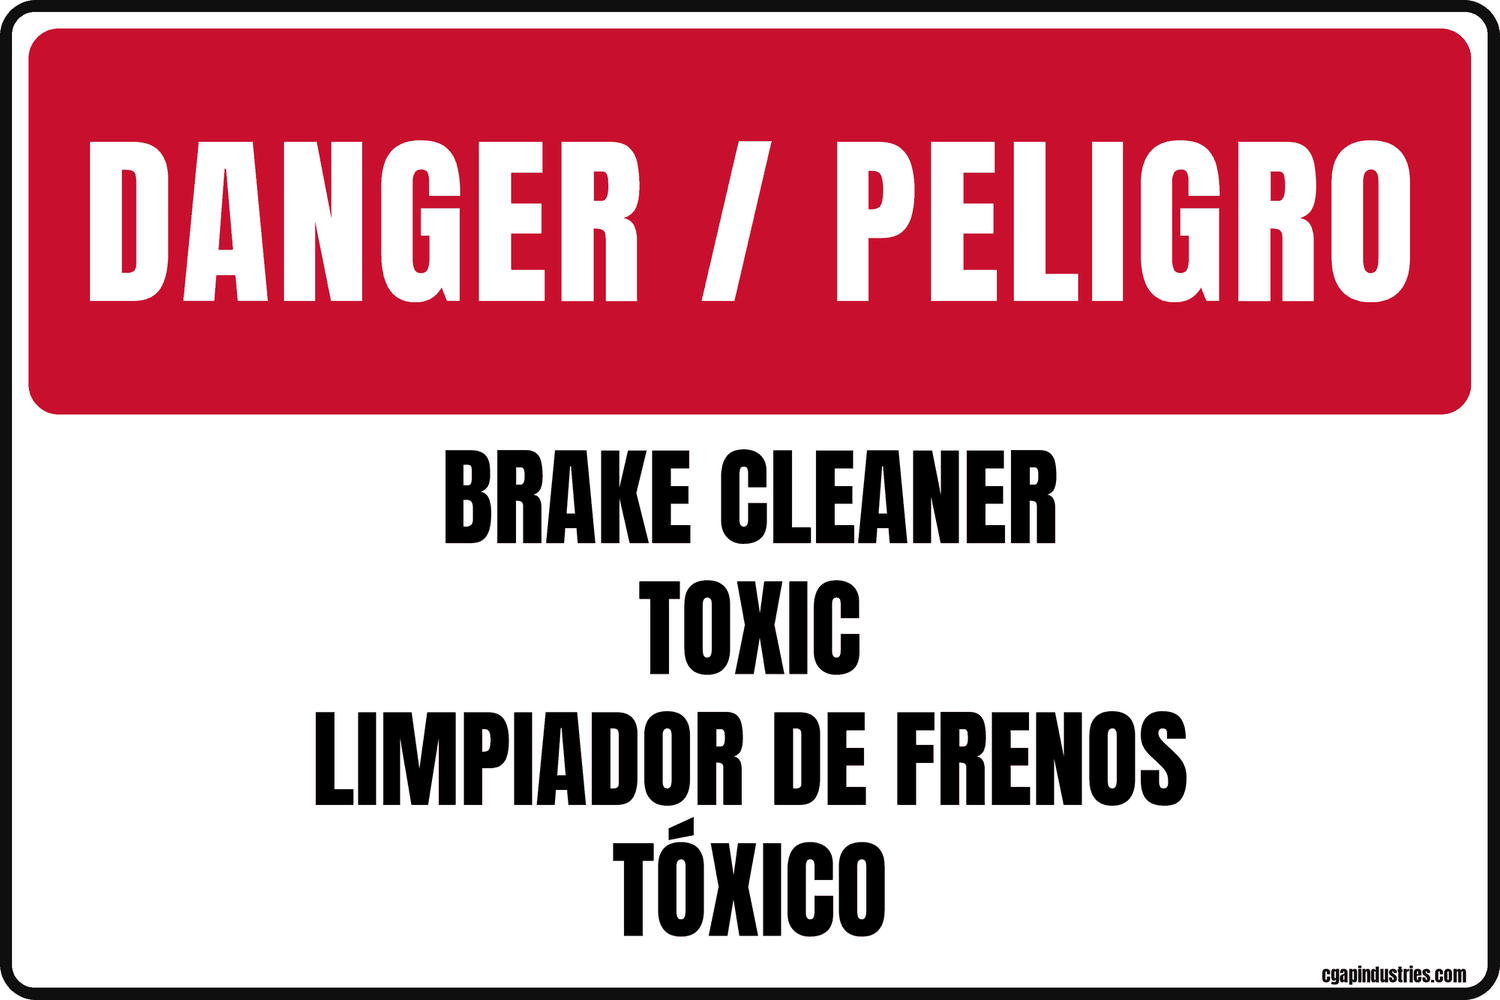 DANGER / PELIGRO
BRAKE CLEANER
TOXIC
LIMPIADOR DE FRENOS
TÓXICO
cgapindustries.com